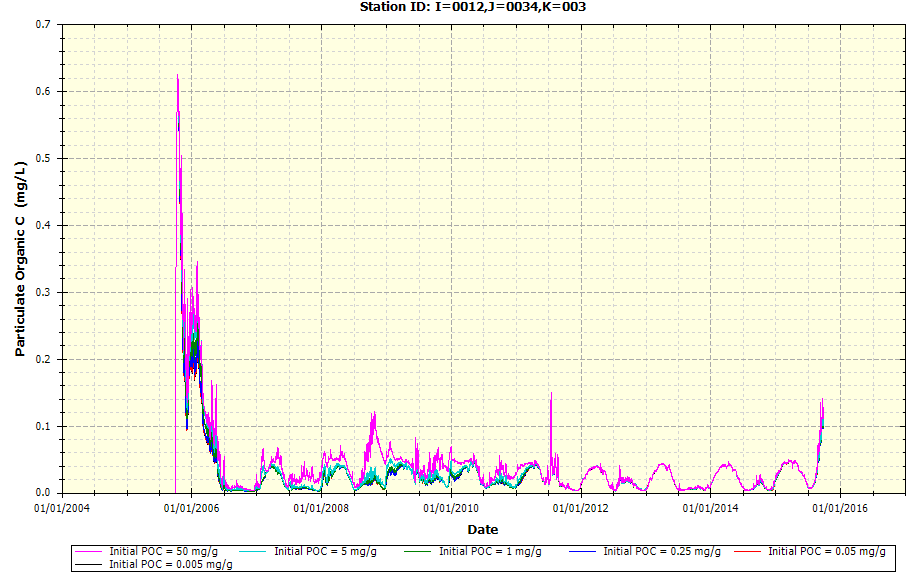 Station ID: I=0012,J=0034,K=003
0.7
0.6
0.5
0.4
0.3
0.2
0.1
0.0
Particulate Organic C (mg/L)
01/01/2004 01/01/2006 01/01/2008 01/01/2010 01/01/2012 01/01/2014 01/01/2016
Date
Initial POC = 50 mg/g Initial POC = 5 mg/g Initial POC = 1 mg/g Initial POC = 0.25 mg/g Initial POC = 0.05 mg/g
Initial POC = 0.005 mg/g